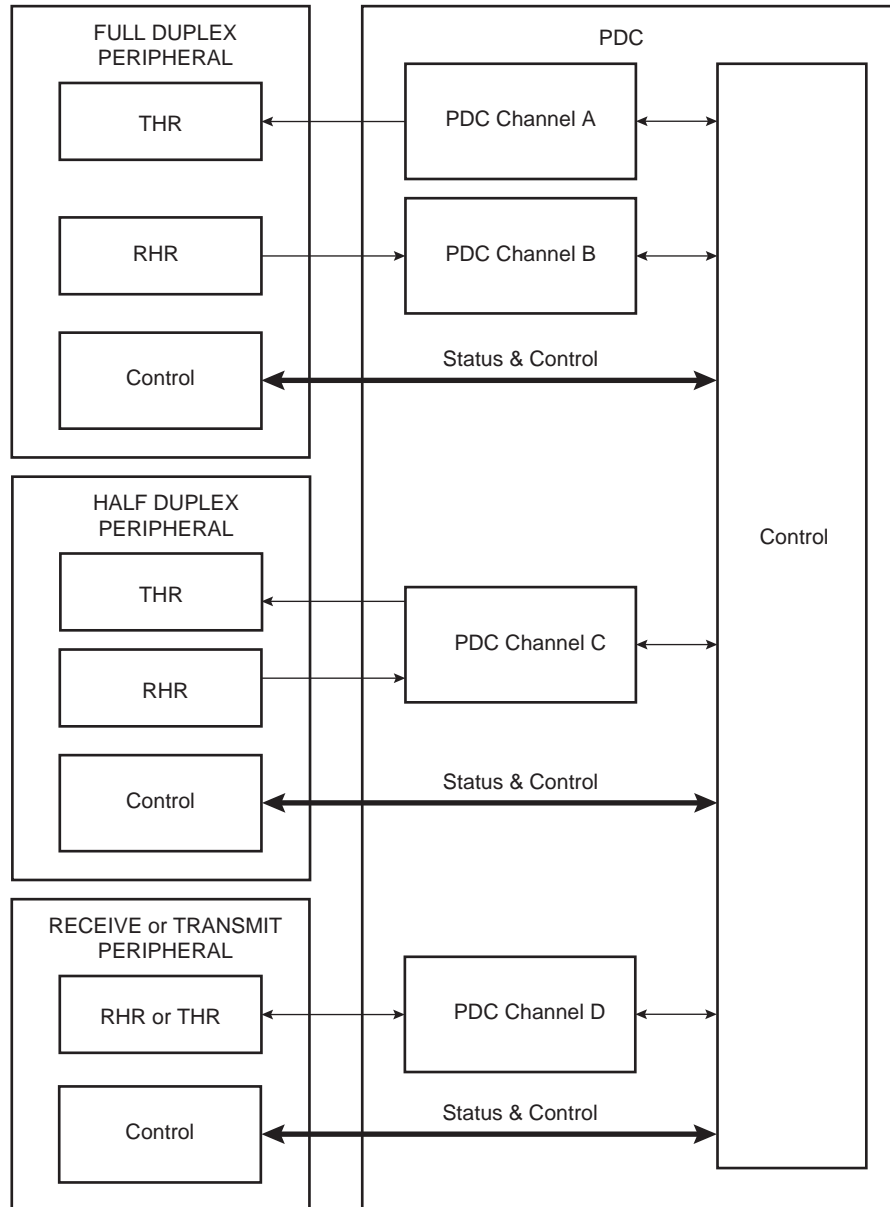 FULL DUPLEX
PERIPHERAL
THR
RHR
Control
PDC
PDC Channel A
PDC Channel B
Status & Control
HALF DUPLEX
PERIPHERAL
THR
RHR
Control
PDC Channel C
Status & Control
Control
RECEIVE or TRANSMIT
PERIPHERAL
RHR or THR
Control
PDC Channel D
Status & Control